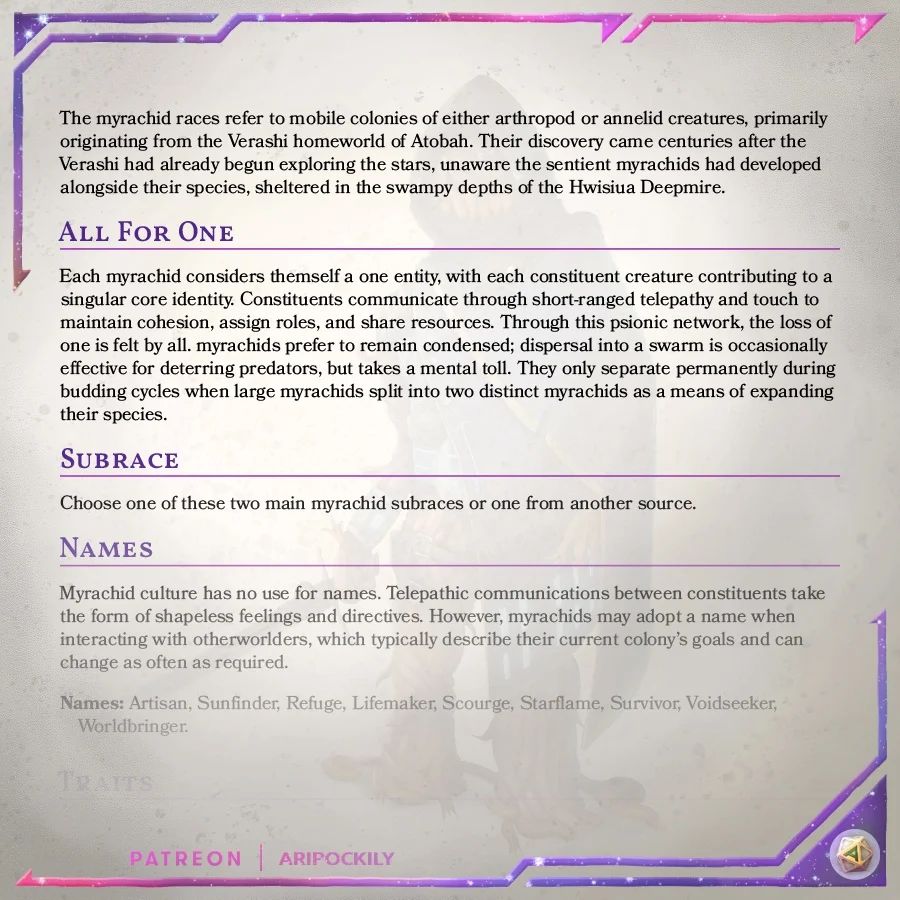 The myrachid races refer to mobile colonies of either arthropod or annelid creatures, primarily
originating from the Verashi homeworld of Atobah. Their discovery came centuries after the
Verashi had already begun exploring the stars, unaware the sentient myrachids had developed
alongside their species, sheltered in the swampy depths of the Hwisiua Deepmire.
All For One
Each myrachid considers themself a one entity, with each constituent creature contributing to a
singular core identity. Constituents communicate through short-ranged telepathy and touch to
maintain cohesion, assign roles, and share resources. Through this psionic network, the loss of
one is felt by all. myrachids prefer to remain condensed; dispersal into a swarm is occasionally
effective for deterring predators, but takes a mental toll. They only separate permanently during
budding cycles when large myrachids split into two distinct myrachids as a means of expanding
their species.
Subrace
Choose one of these two main myrachid subraces or one from another source.
Names
Myrachid culture has no use for names. Telepathic communications between constituents take
the form of shapeless feelings and directives. However, myrachids may adopt a name when
interacting with otherworlders, which typically describe their current colony's goals and can
change as often as required.
Names: Artisan, Sunfinder, Refuge, Lifemaker, Scourge, Starflame, Survivor, Voidseeker,
Worldbringer.
Traits
PATREON | ARIPOCKILY